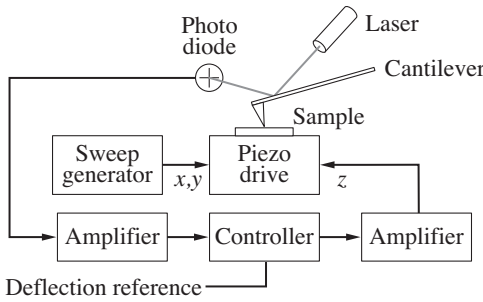 Photo
diode
Laser
Cantilever
Sample
Sweep
generator
x,y
Piezo
drive
z
Amplifier
Controller
Amplifier
Deflection reference